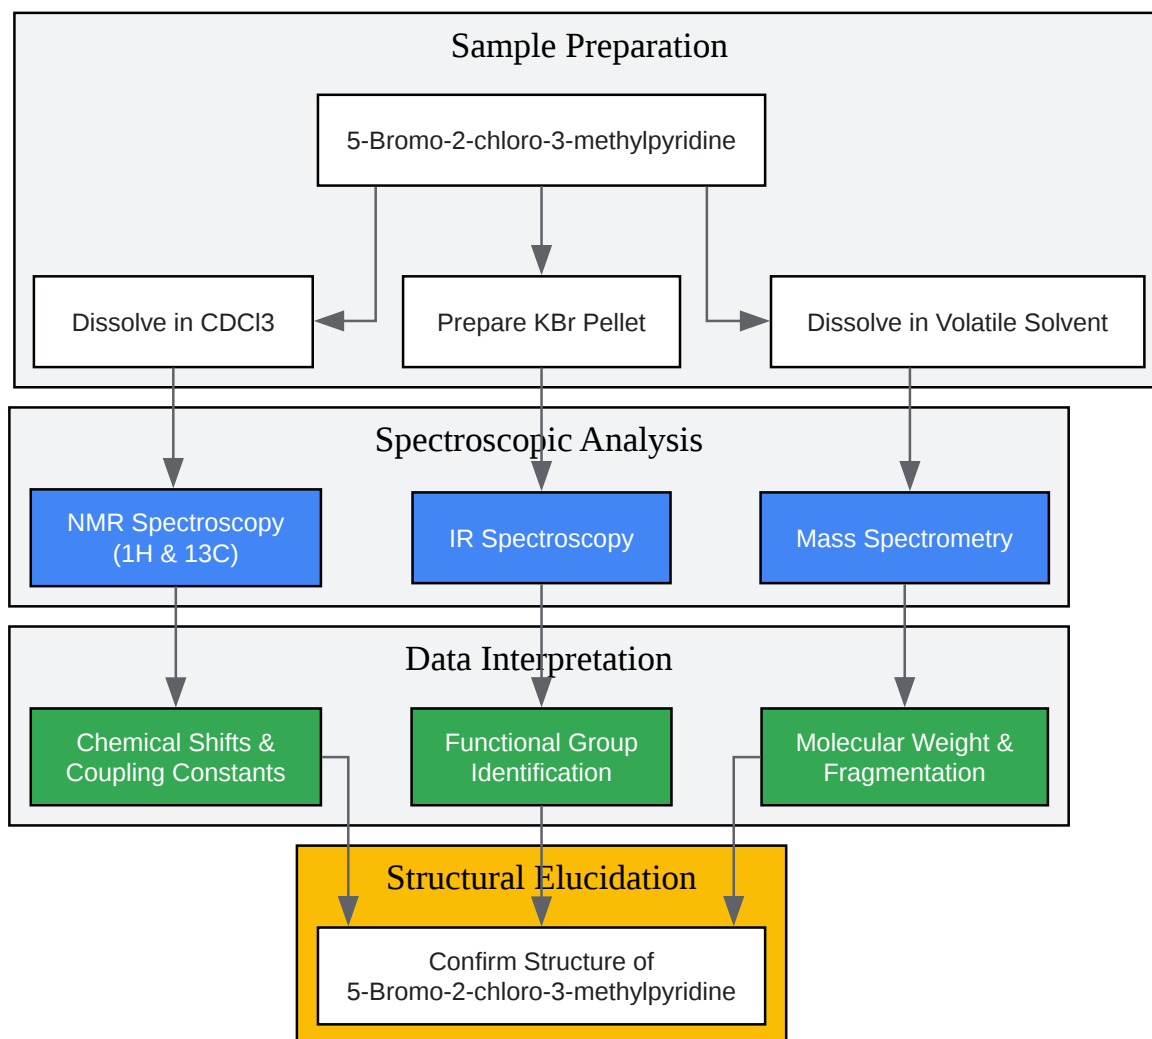 Sample Preparation
5-Bromo-2-chloro-3-methylpyridine
Dissolve in CDCl3
Prepare KBr Pellet
Dissolve in Volatile Solvent
Spectroscopic Analysis
NMR Spectroscopy
(1H & 13C)
IR Spectroscopy
Mass Spectrometry
Data Interpretation
Chemical Shifts &
Coupling Constants
Functional Group
Identification
Molecular Weight &
Fragmentation
Structural Elucidation
Confirm Structure of
5-Bromo-2-chloro-3-methylpyridine